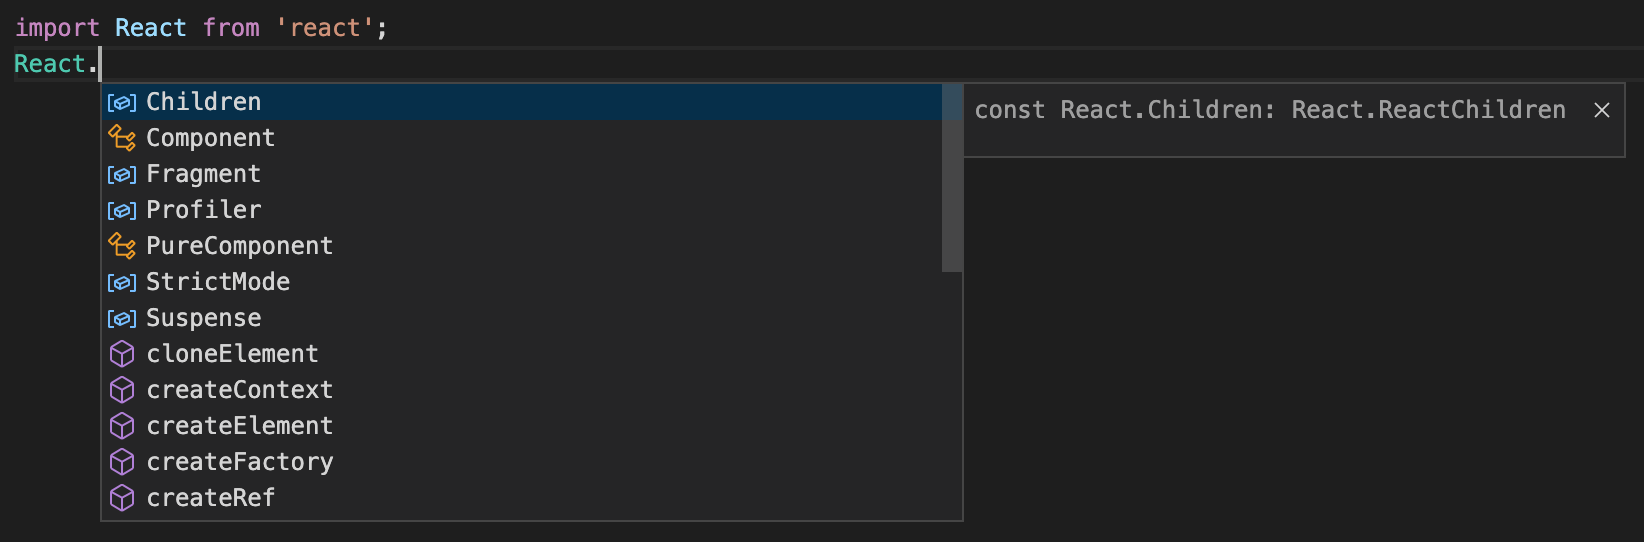 import React from 'react';
React.
Children
const React.Children: React.ReactChildren
Component
Fragment
Profiler
PureComponent
StrictMode
Suspense
cloneElement
createContext
createElement
createFactory
createRef